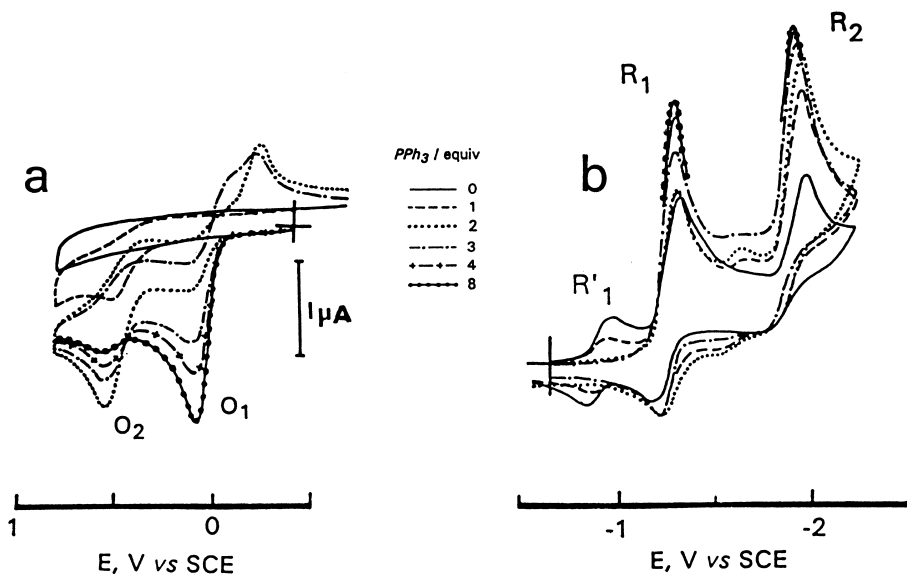 a
PPh3 / equiv
0
1
2
3
4
8
1 µA
O1
O2
1 0
E, V vs SCE
b
R1
R2
R'1
-1 -2
E, V vs SCE